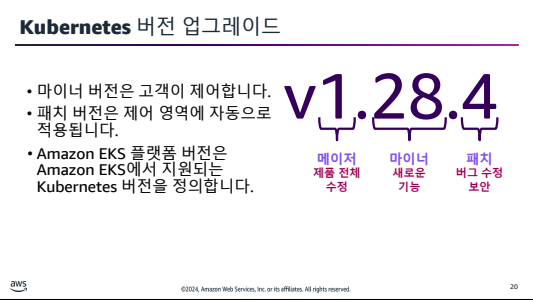 Kubernetes 버전 업그레이드
• 마이너 버전은 고객이 제어합니다.
• 패치 버전은 제어 영역에 자동으로
적용됩니다.
• Amazon EKS 플랫폼 버전은
Amazon EKS에서 지원되는
Kubernetes 버전을 정의합니다.
v1.28.4
메이저 마이너 패치
제품 전체 새로운 버그 수정
수정 기능 보안
aws
©2024, Amazon Web Services, Inc. or its affiliates. All rights reserved.
20